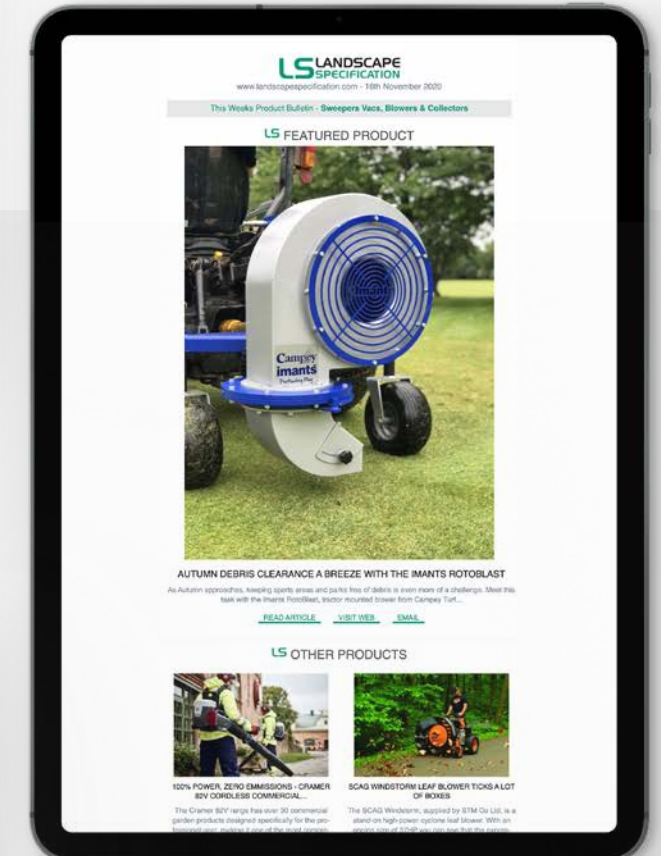 LS LANDSCAPE
SPECIFICATION
www.landscapespecification.com - 16th November 2020
This Weeks Product Bulletin - Sweepers Vacs, Blowers & Collectors
LS FEATURED PRODUCT
imants
Campey
imants
AUTUMN DEBRIS CLEARANCE A BREEZE WITH THE IMANTS ROTOBLAST
As Autumn approaches, keeping sports areas and parks free of debris is even more of a challenge. Meet this
task with the Imants RotoBlast, tractor mounted blower from Campey Turf...
READ ARTICLE VISIT WEB EMAIL
LS OTHER PRODUCTS
100% POWER, ZERO EMMISSIONS - CRAMER
82V CORDLESS COMMERCIAL...
The Cramer 82V range has over 30 commercial
garden products designed specifically for the pro-
SCAG WINDSTORM LEAF BLOWER TICKS A LOT
OF BOXES
The SCAG Windstorm, supplied by STM Go Ltd, is a
stand-on high-power cyclone leaf blower. With an